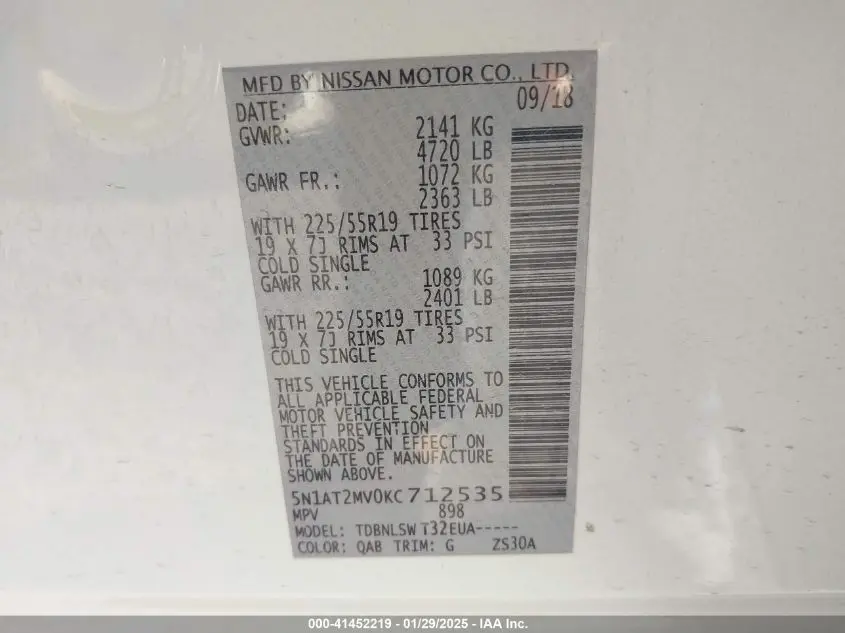 MFD BY NISSAN MOTOR CO., LTD.
DATE: 09/18
GVWR: 2141 KG
4720 LB
GAWR FR.: 1072 KG
2363 LB
WITH 225/55R19 TIRES
19 X 7J RIMS AT 33 PSI
COLD SINGLE
GAWR RR.: 1089 KG
2401 LB
WITH 225/55R19 TIRES
19 X 7J RIMS AT 33 PSI
COLD SINGLE
THIS VEHICLE CONFORMS TO
ALL APPLICABLE FEDERAL
MOTOR VEHICLE SAFETY AND
THEFT PREVENTION
STANDARDS IN EFFECT ON
THE DATE OF MANUFACTURE
SHOWN ABOVE.
5N1AT2MV0KC712535
MPV 898
MODEL: TDBNLSW T32EUA-----
COLOR: QAB TRIM: G ZS30A
000-41452219 - 01/29/2025 - IAA Inc.